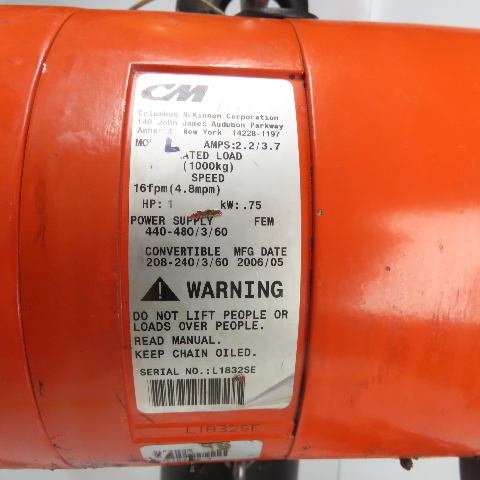 CM
Columbus McKinnon Corporation
140 John James Audubon Parkway
Amherst New York 14228-1197
L AMPS:2.2/3.7
RATED LOAD
(1000kg)
SPEED
16fpm(4.8mpm)
HP: 1 kW: .75
POWER SUPPLY FEM
440-480/3/60
CONVERTIBLE MFG DATE
208-240/3/60 2006/05
WARNING
DO NOT LIFT PEOPLE OR
LOADS OVER PEOPLE.
READ MANUAL.
KEEP CHAIN OILED.
SERIAL NO.:L1832SE
L1832SE